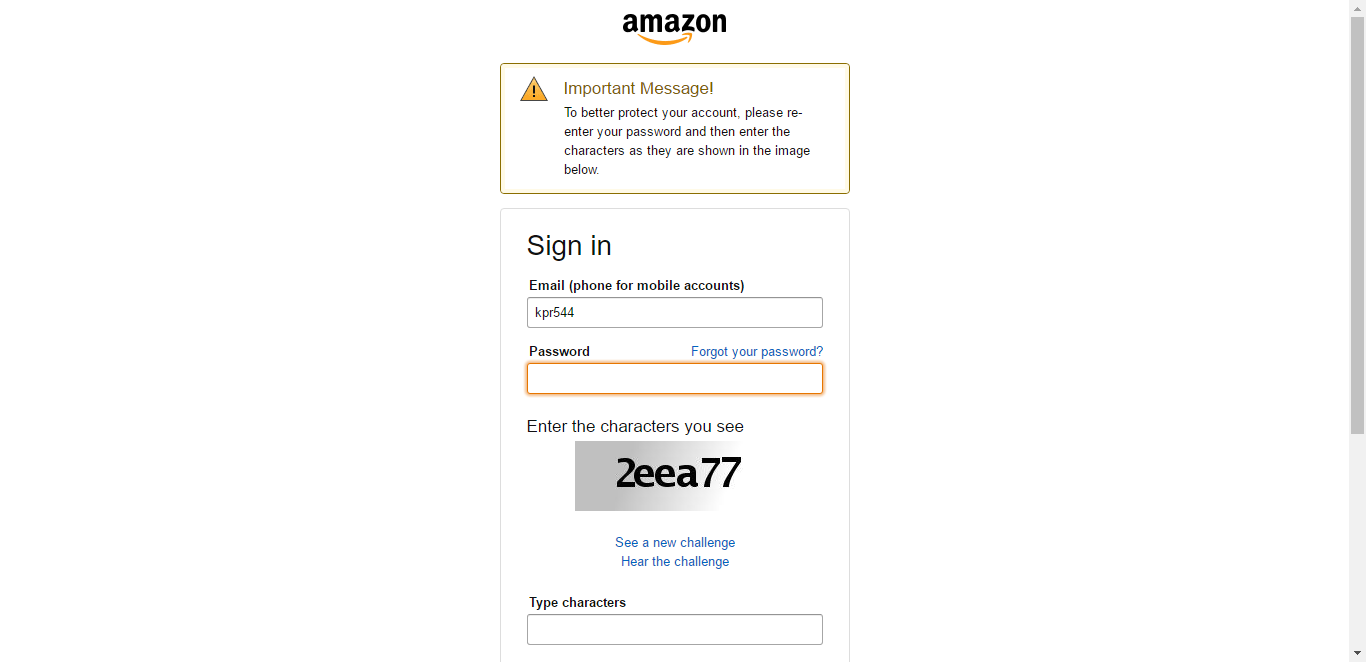 amazon
Important Message!
To better protect your account, please re-
enter your password and then enter the
characters as they are shown in the image
below.
Sign in
Email (phone for mobile accounts)
kpr544
Password Forgot your password?
Enter the characters you see
2eea77
See a new challenge
Hear the challenge
Type characters